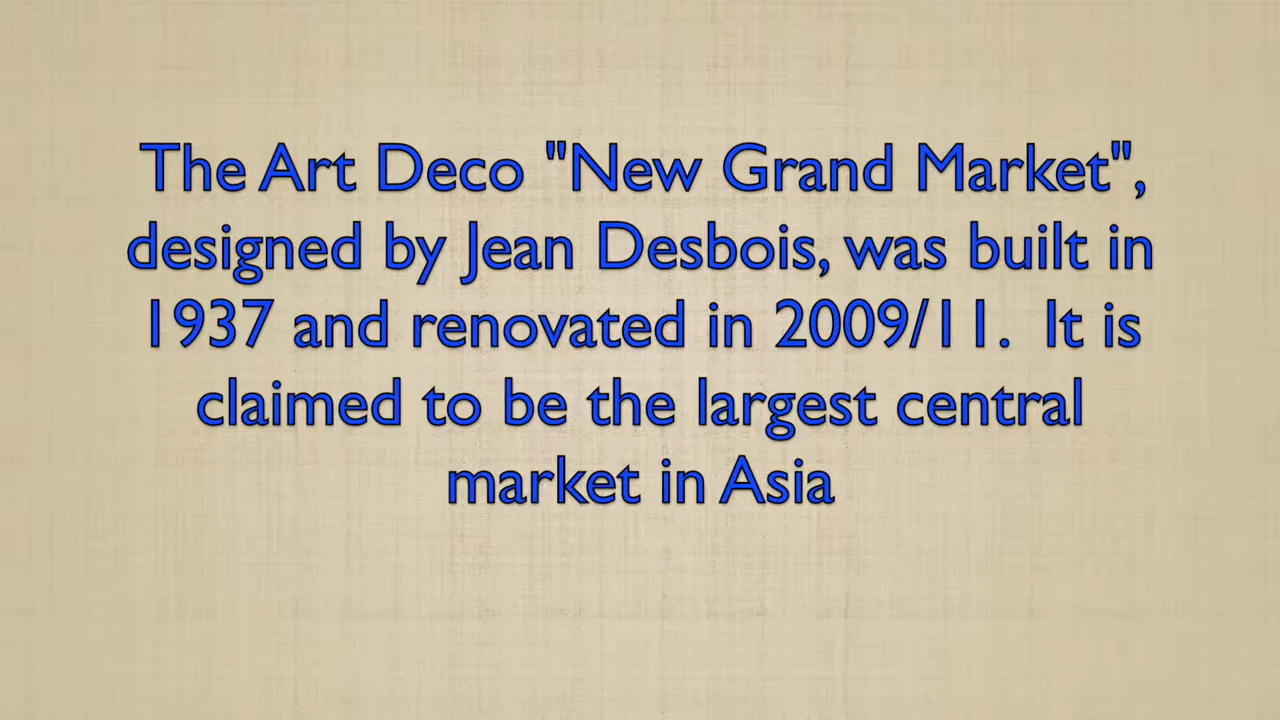 The Art Deco "New Grand Market",
designed by Jean Desbois, was built in
1937 and renovated in 2009/11.  It is
claimed to be the largest central
market in Asia